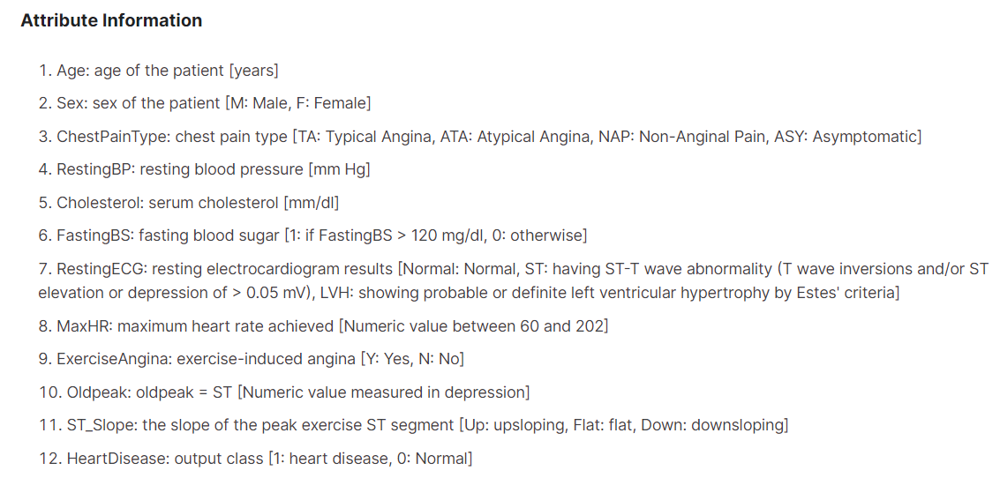 Attribute Information
1. Age: age of the patient [years]
2. Sex: sex of the patient [M: Male, F: Female]
3. ChestPainType: chest pain type [TA: Typical Angina, ATA: Atypical Angina, NAP: Non-Anginal Pain, ASY: Asymptomatic]
4. RestingBP: resting blood pressure [mm Hg]
5. Cholesterol: serum cholesterol [mm/dl]
6. FastingBS: fasting blood sugar [1: if FastingBS > 120 mg/dl, 0: otherwise]
7. RestingECG: resting electrocardiogram results [Normal: Normal, ST: having ST-T wave abnormality (T wave inversions and/or ST
elevation or depression of > 0.05 mV), LVH: showing probable or definite left ventricular hypertrophy by Estes' criteria]
8. MaxHR: maximum heart rate achieved [Numeric value between 60 and 202]
9. ExerciseAngina: exercise-induced angina [Y: Yes, N: No]
10. Oldpeak: oldpeak = ST [Numeric value measured in depression]
11. ST_Slope: the slope of the peak exercise ST segment [Up: upsloping, Flat: flat, Down: downsloping]
12. HeartDisease: output class [1: heart disease, 0: Normal]